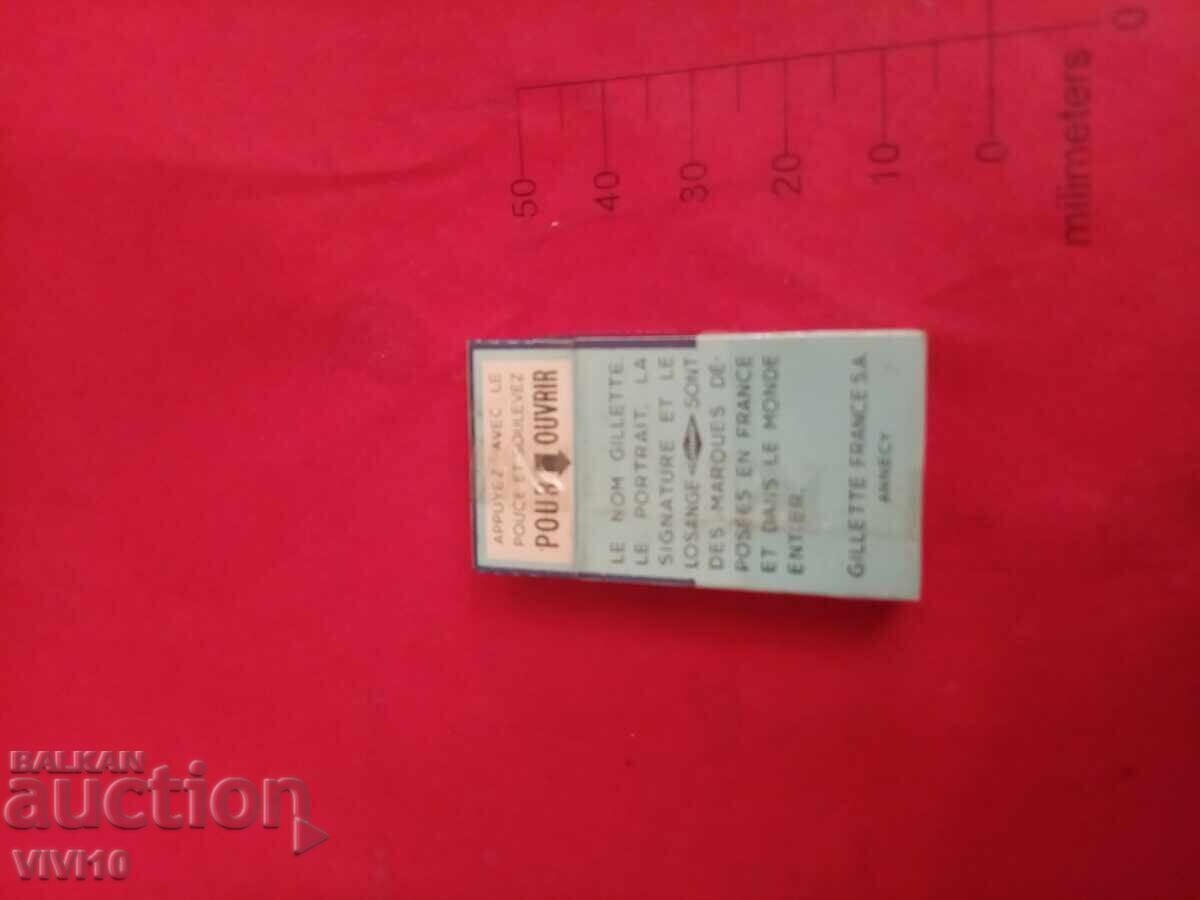 50 40 30 20 10 0 0
milimeters
APPUYEZ AVEC LE
POUCE ET SOULEVEZ
POUR OUVRIR
LE NOM GILLETTE,
LE PORTRAIT, LA
SIGNATURE ET LE
LOSANGE SONT
DES MARQUES DÉ-
POSÉES EN FRANCE
ET DANS LE MONDE
ENTIER.
GILLETTE FRANCE S.A.
ANNECY
BALKAN
auction
VIVI10